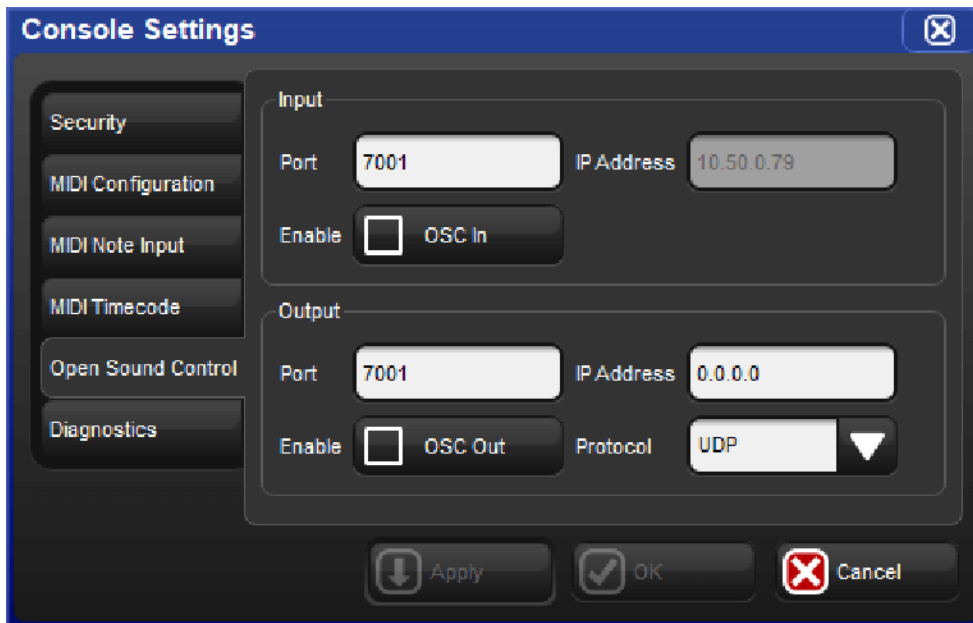 Console Settings
Security
MIDI Configuration
MIDI Note Input
MIDI Timecode
Open Sound Control
Diagnostics
Input
Port 7001 IP Address 10.50.0.79
Enable OSC In
Output
Port 7001 IP Address 0.0.0.0
Enable OSC Out Protocol UDP
Apply OK Cancel